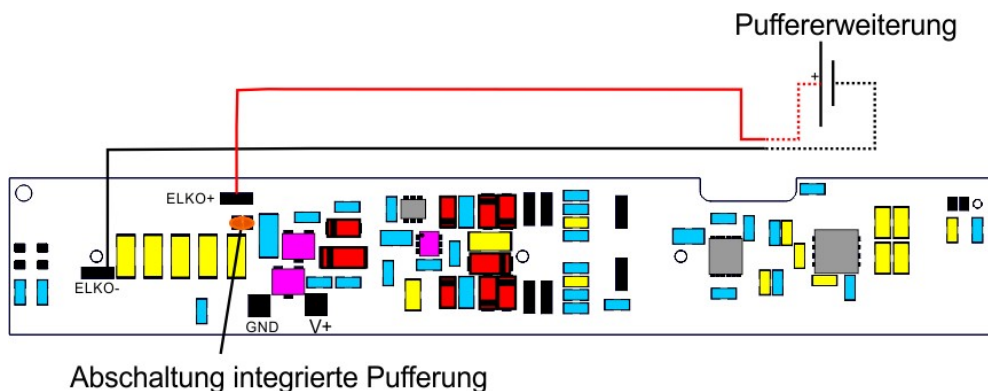 Puffererweiterung
+
ELKO+
ELKO-
GND
V+
Abschaltung integrierte Pufferung